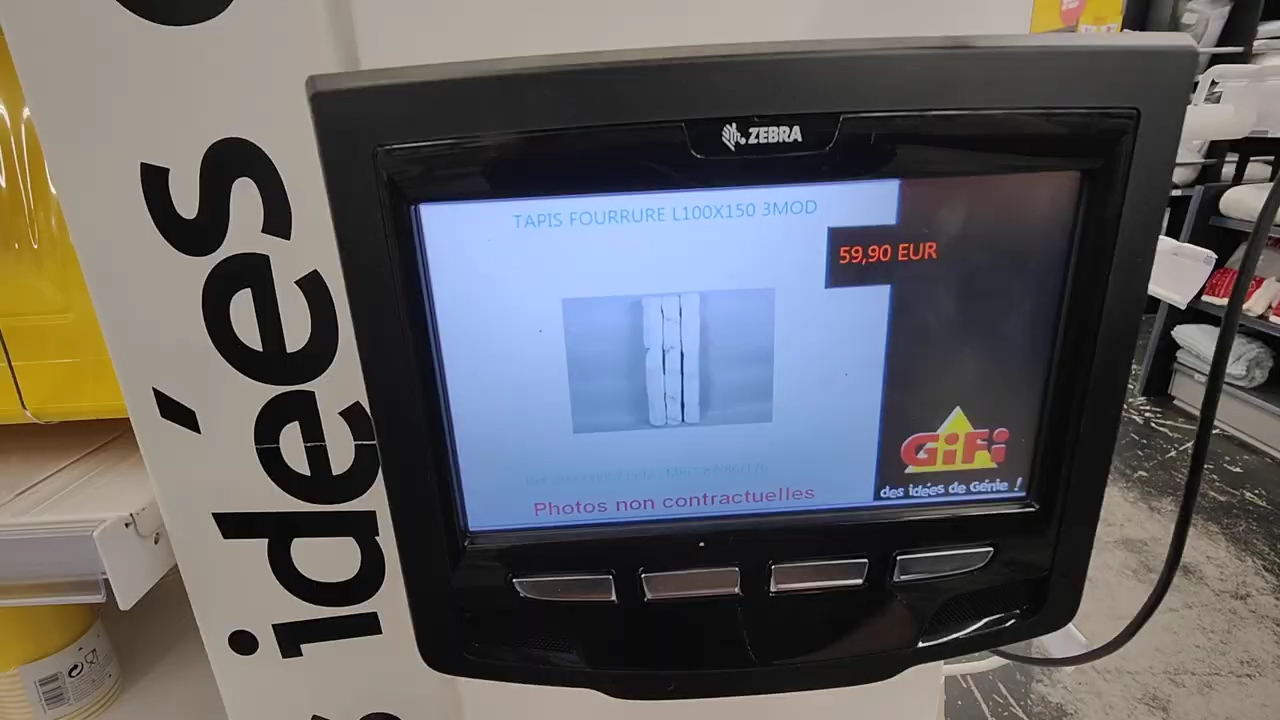 idées
ZEBRA
TAPIS FOURRURE L100X150 3MOD
59,90 EUR
GiFi
des idées de Génie !
Photos non contractuelles